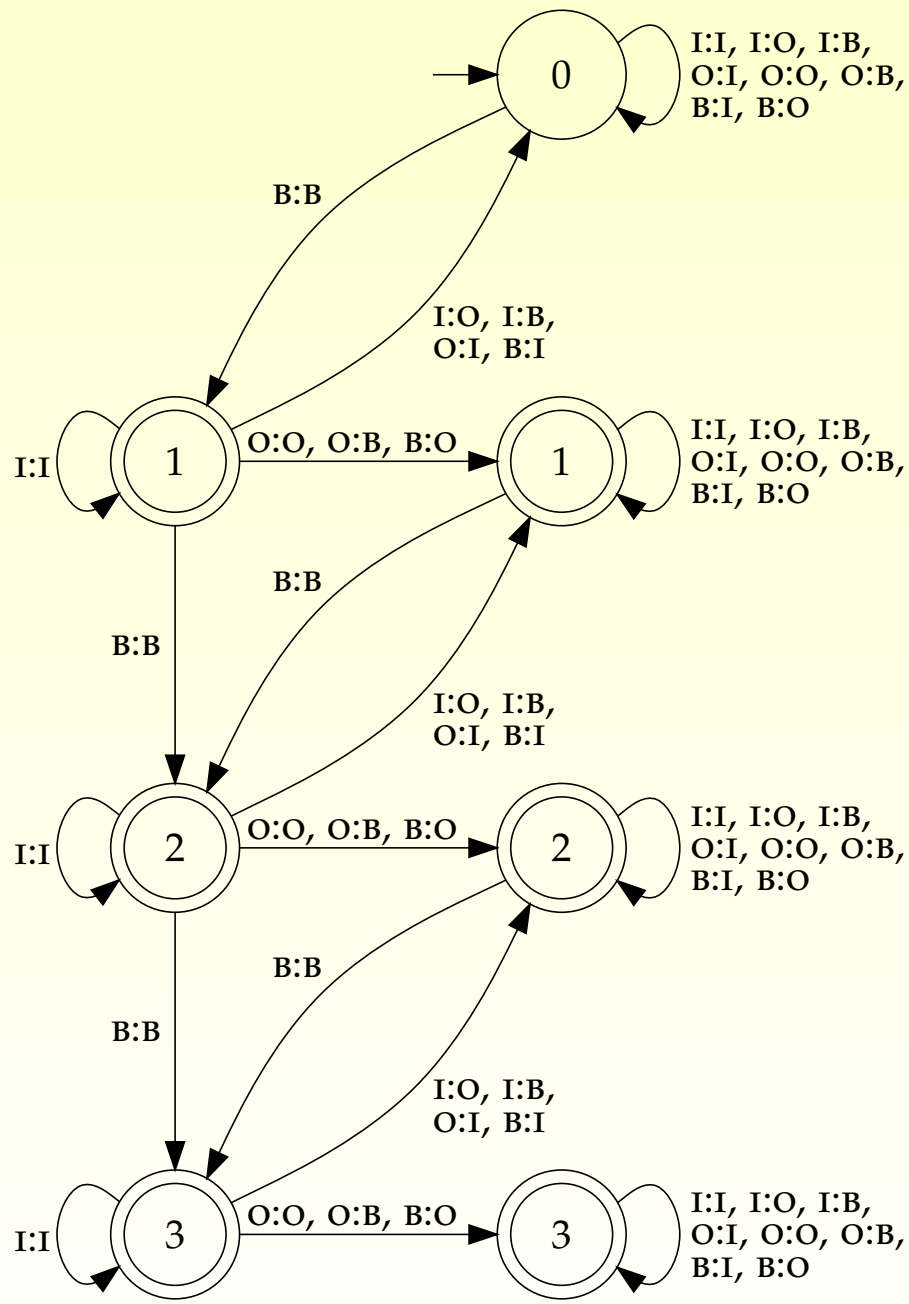 0
I:I, I:O, I:B,
O:I, O:O, O:B,
B:I, B:O
B:B
I:O, I:B,
O:I, B:I
I:I
1
O:O, O:B, B:O
1
I:I, I:O, I:B,
O:I, O:O, O:B,
B:I, B:O
B:B
B:B
I:O, I:B,
O:I, B:I
I:I
2
O:O, O:B, B:O
2
I:I, I:O, I:B,
O:I, O:O, O:B,
B:I, B:O
B:B
B:B
I:O, I:B,
O:I, B:I
I:I
3
O:O, O:B, B:O
3
I:I, I:O, I:B,
O:I, O:O, O:B,
B:I, B:O